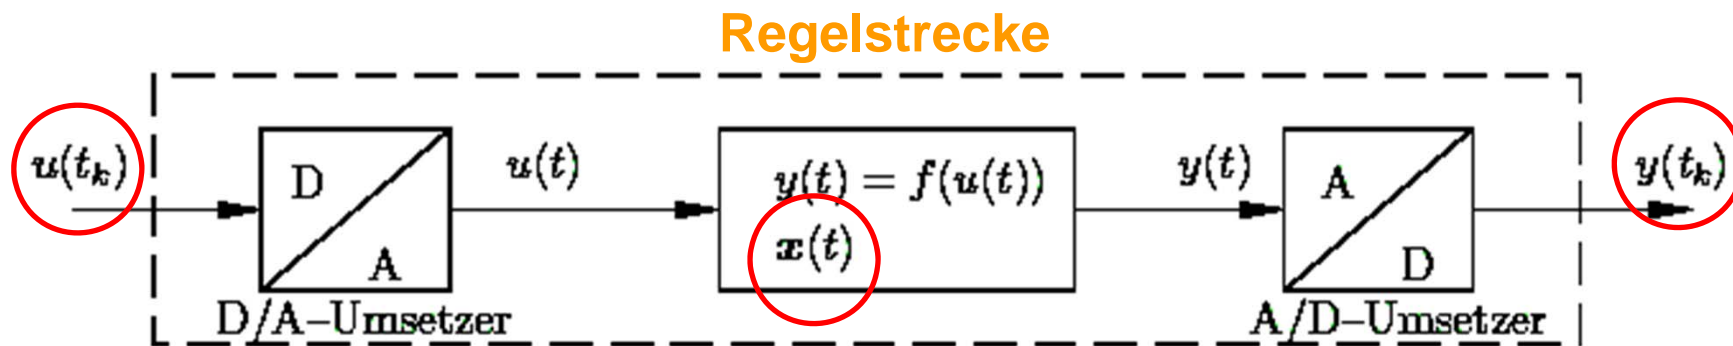 Regelstrecke
u(t_k)
D
A
D/A–Umsetzer
u(t)
y(t) = f(u(t))
x(t)
y(t)
A
D
A/D–Umsetzer
y(t_k)